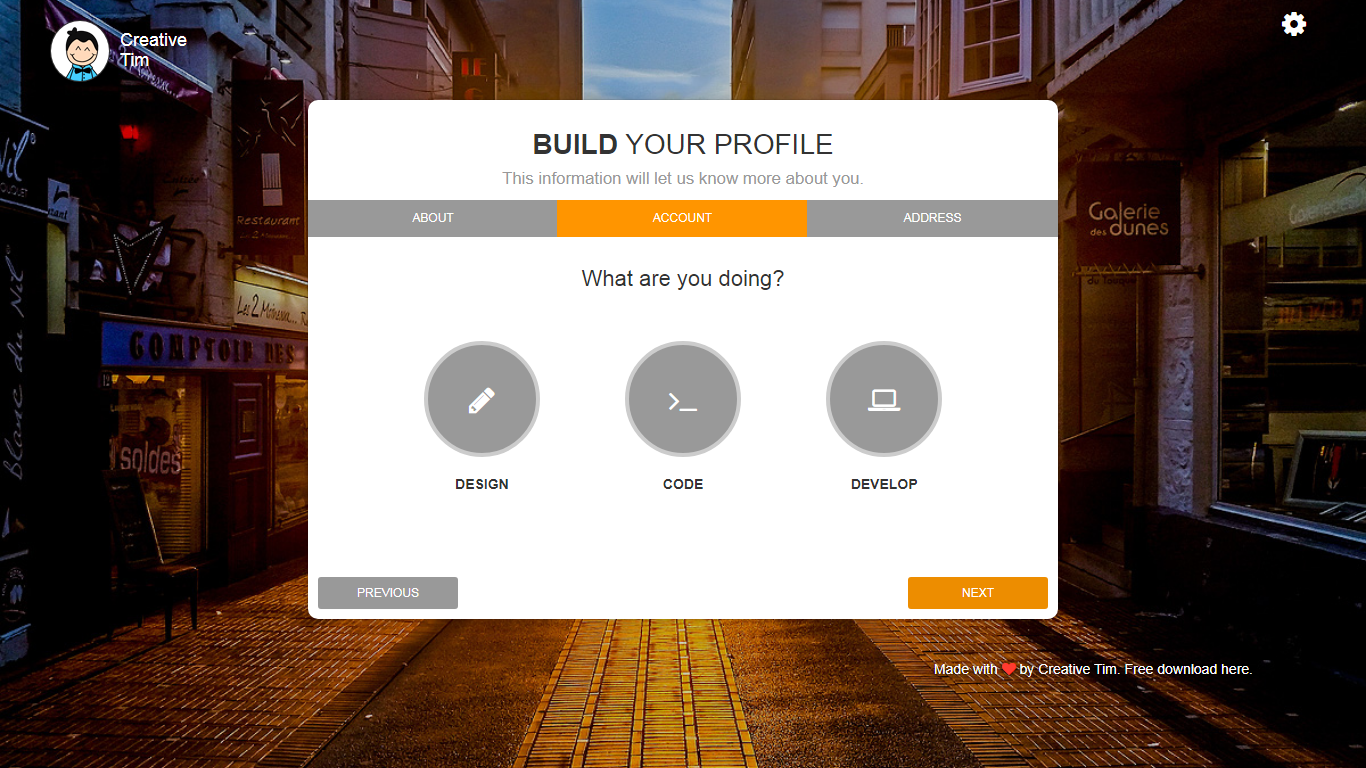 Creative
Tim
BUILD YOUR PROFILE
This information will let us know more about you.
ABOUT
ACCOUNT
ADDRESS
What are you doing?
DESIGN
CODE
DEVELOP
PREVIOUS
NEXT
Made with by Creative Tim. Free download here.
Restaurant
Les 2 Moineaux...
COMPTOIR DES
soldes
Blanc du Nil
Galerie
des dunes